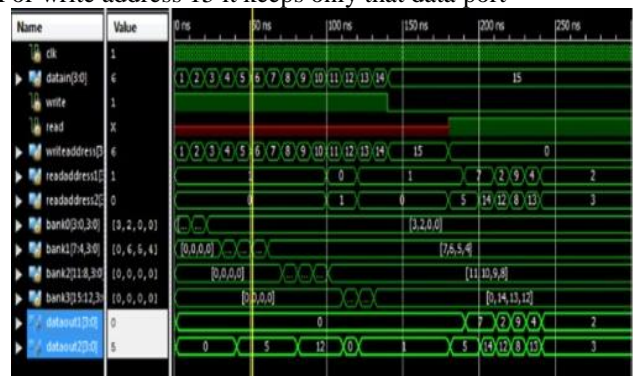 or write address 15 it keeps only that data port
Name Value 0 ns 50 ns 100 ns 150 ns 200 ns 250 ns
clk 1
datain[3:0] 6 1 2 3 4 5 6 7 8 9 10 11 12 13 14 15
write 1
read X
writeaddress[3 6 1 2 3 4 5 6 7 8 9 10 11 12 13 14 15 0
readaddress1[3 1 1 0 1 7 2 9 4 2
readaddress2[3 0 0 1 0 5 14 12 8 13 3
bank0[3:0,3:0] [3,2,0,0] [... ... [3,2,0,0]
bank1[7:4,3:0] [0,6,5,4] [0,0,0,0] ... ... ... [7,6,5,4]
bank2[11:8,3:0 [0,0,0,0] [0,0,0,0] ... ... ... [11,10,9,8]
bank3[15:12,3: [0,0,0,0] [0,0,0,0] ... ... [0,14,13,12]
dataout1[3:0] 0 0 7 2 9 4 2
dataout2[3:0] 5 0 5 12 0 1 5 14 12 8 13 3